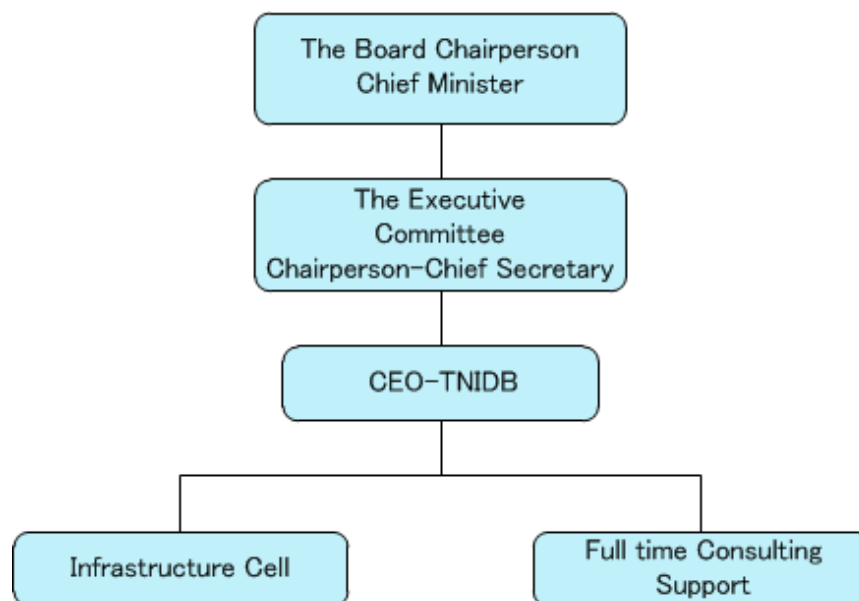 The Board Chairperson
Chief Minister
The Executive
Committee
Chairperson-Chief Secretary
CEO-TNIDB
Infrastructure Cell
Full time Consulting
Support